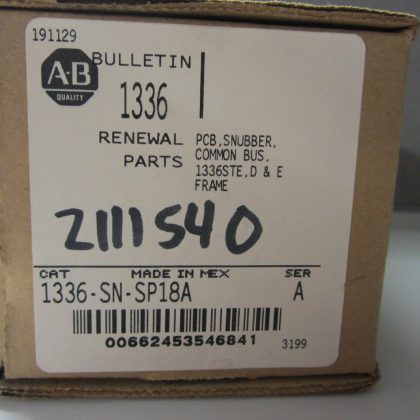 191129
A-B
QUALITY
BULLETIN
1336
RENEWAL
PARTS
PCB,SNUBBER,
COMMON BUS,
1336STE,D & E
FRAME
2111540
CAT MADE IN MEX SER
1336-SN-SP18A A
00662453546841
3199